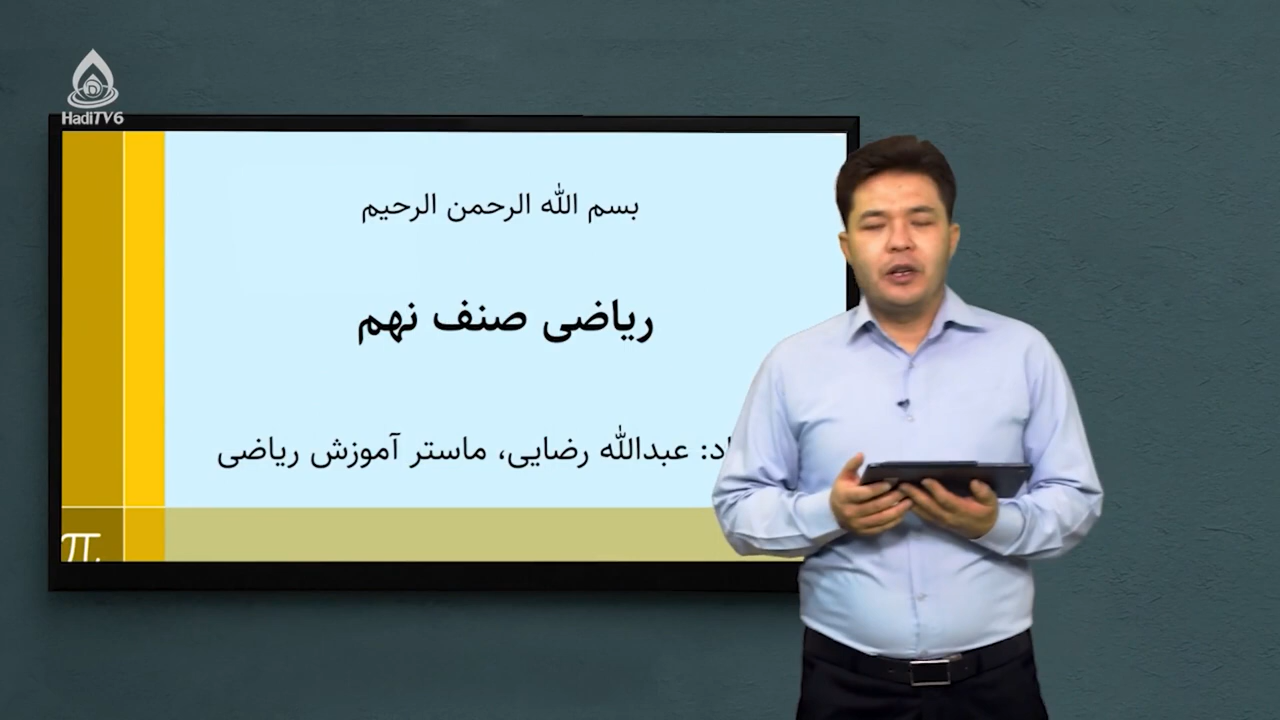 HadiTV6
بسم الله الرحمن الرحیم
ریاضی صنف نهم
عبدالله رضایی، ماستر آموزش ریاضی
π